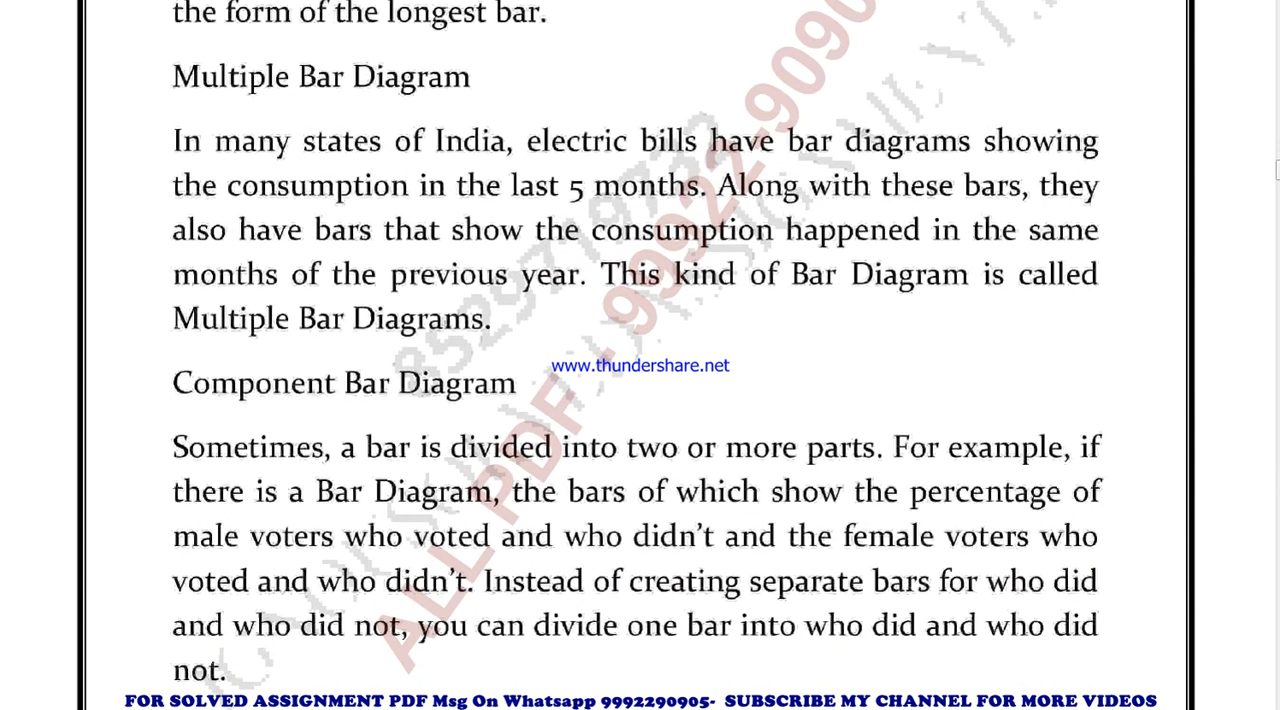 the form of the longest bar.
Multiple Bar Diagram
In many states of India, electric bills have bar diagrams showing
the consumption in the last 5 months. Along with these bars, they
also have bars that show the consumption happened in the same
months of the previous year. This kind of Bar Diagram is called
Multiple Bar Diagrams.
www.thundershare.net
Component Bar Diagram
Sometimes, a bar is divided into two or more parts. For example, if
there is a Bar Diagram, the bars of which show the percentage of
male voters who voted and who didn't and the female voters who
voted and who didn't. Instead of creating separate bars for who did
and who did not, you can divide one bar into who did and who did
not.
8529719732
ALL PDF - 99922-9090
FOR SOLVED ASSIGNMENT PDF Msg On Whatsapp 9992290905- SUBSCRIBE MY CHANNEL FOR MORE VIDEOS